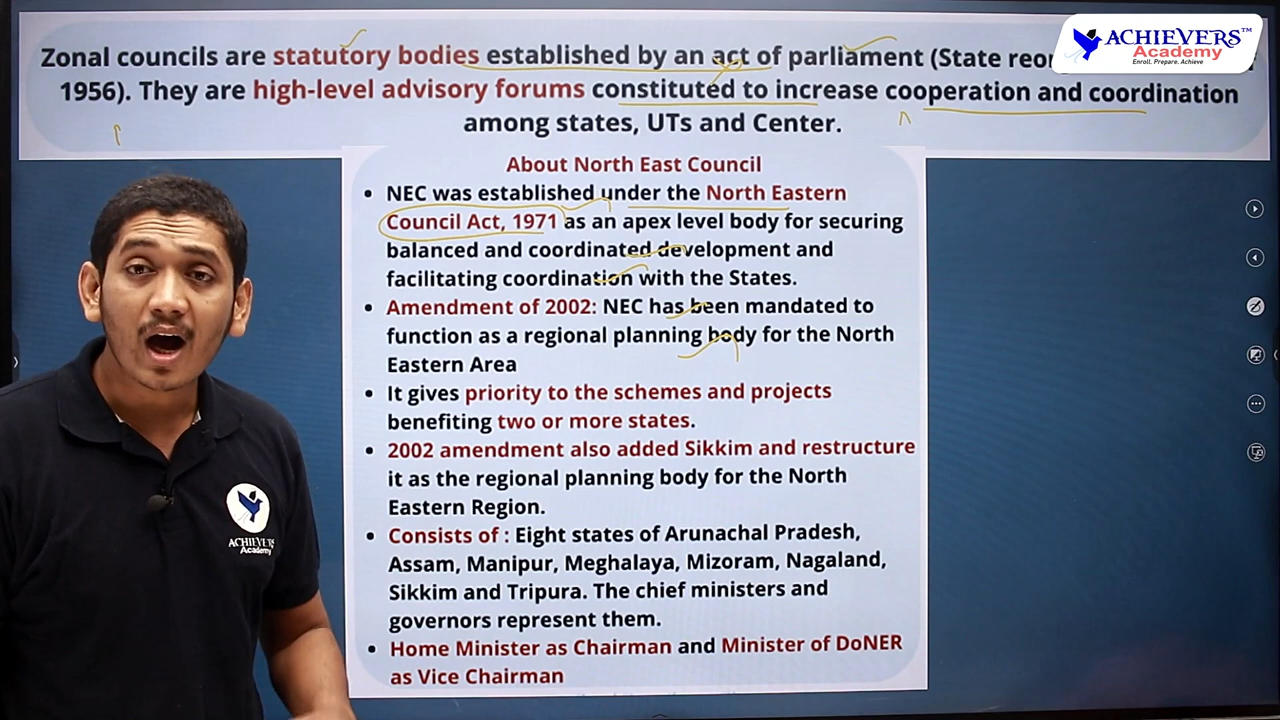 ACHIEVERS™
Academy
Enroll. Prepare. Achieve
Zonal councils are statutory bodies established by an act of parliament (State
1956). They are high-level advisory forums constituted to increase cooperation and coordination
among states, UTs and Center.
About North East Council
• NEC was established under the North Eastern
Council Act, 1971 as an apex level body for securing
balanced and coordinated development and
facilitating coordination with the States.
• Amendment of 2002: NEC has been mandated to
function as a regional planning body for the North
Eastern Area
• It gives priority to the schemes and projects
benefiting two or more states.
• 2002 amendment also added Sikkim and restructure
it as the regional planning body for the North
Eastern Region.
• Consists of : Eight states of Arunachal Pradesh,
Assam, Manipur, Meghalaya, Mizoram, Nagaland,
Sikkim and Tripura. The chief ministers and
governors represent them.
• Home Minister as Chairman and Minister of DoNER
as Vice Chairman
ACHIEVERS
Academy